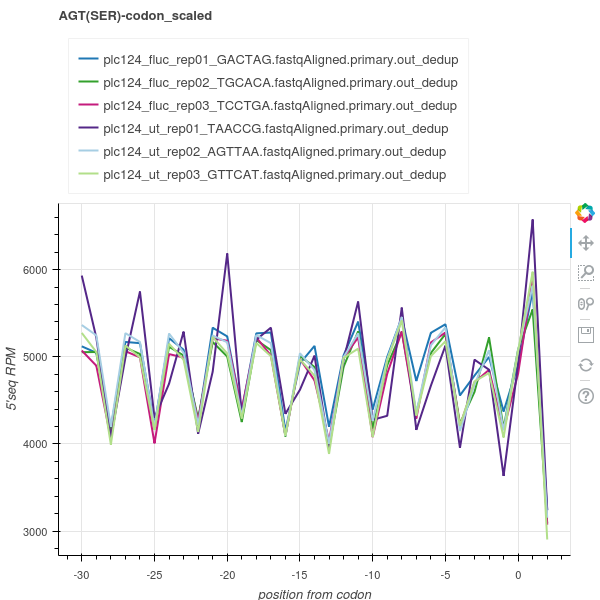 AGT(SER)-codon_scaled
plc124_fluc_rep01_GACTAG.fastqAligned.primary.out_dedup
plc124_fluc_rep02_TGCACA.fastqAligned.primary.out_dedup
plc124_fluc_rep03_TCCTGA.fastqAligned.primary.out_dedup
plc124_ut_rep01_TAACCG.fastqAligned.primary.out_dedup
plc124_ut_rep02_AGTTAA.fastqAligned.primary.out_dedup
plc124_ut_rep03_GTTCAT.fastqAligned.primary.out_dedup
6000
5000
4000
3000
5'seq RPM
-30 -25 -20 -15 -10 -5 0
position from codon